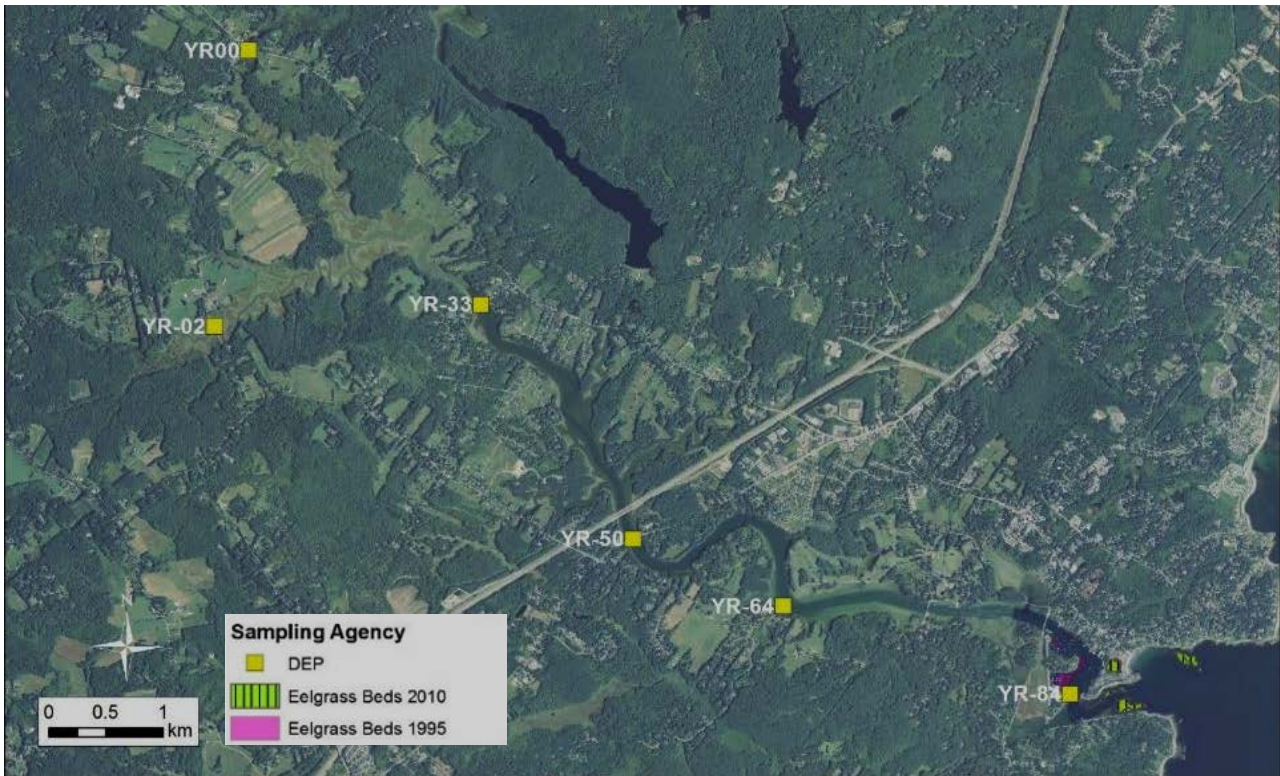 YR00
YR-33
YR-02
YR-50
YR-64
YR-84
N
Sampling Agency
DEP
Eelgrass Beds 2010
Eelgrass Beds 1995
0 0.5 1
km